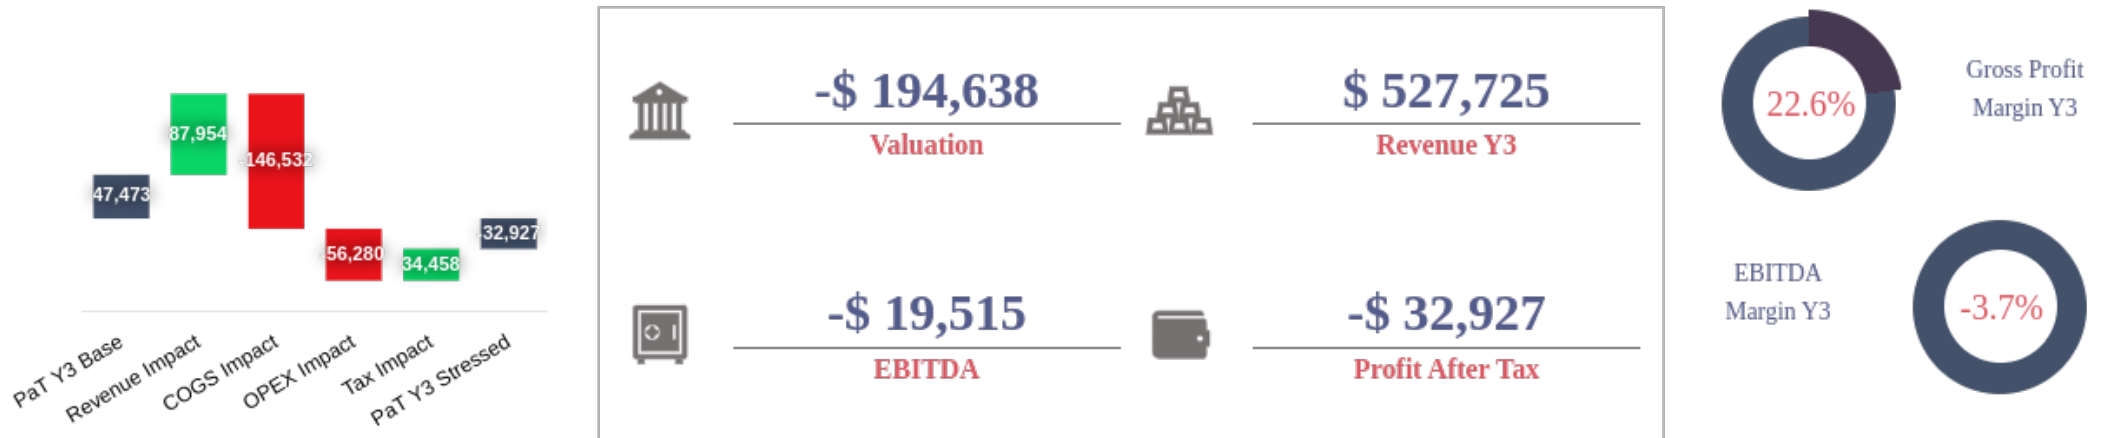 47,473
87,954
-146,532
-56,280
34,458
-32,927
PaT Y3 Base
Revenue Impact
COGS Impact
OPEX Impact
Tax Impact
PaT Y3 Stressed
-$ 194,638
Valuation
$ 527,725
Revenue Y3
-$ 19,515
EBITDA
-$ 32,927
Profit After Tax
22.6%
Gross Profit
Margin Y3
EBITDA
Margin Y3
-3.7%